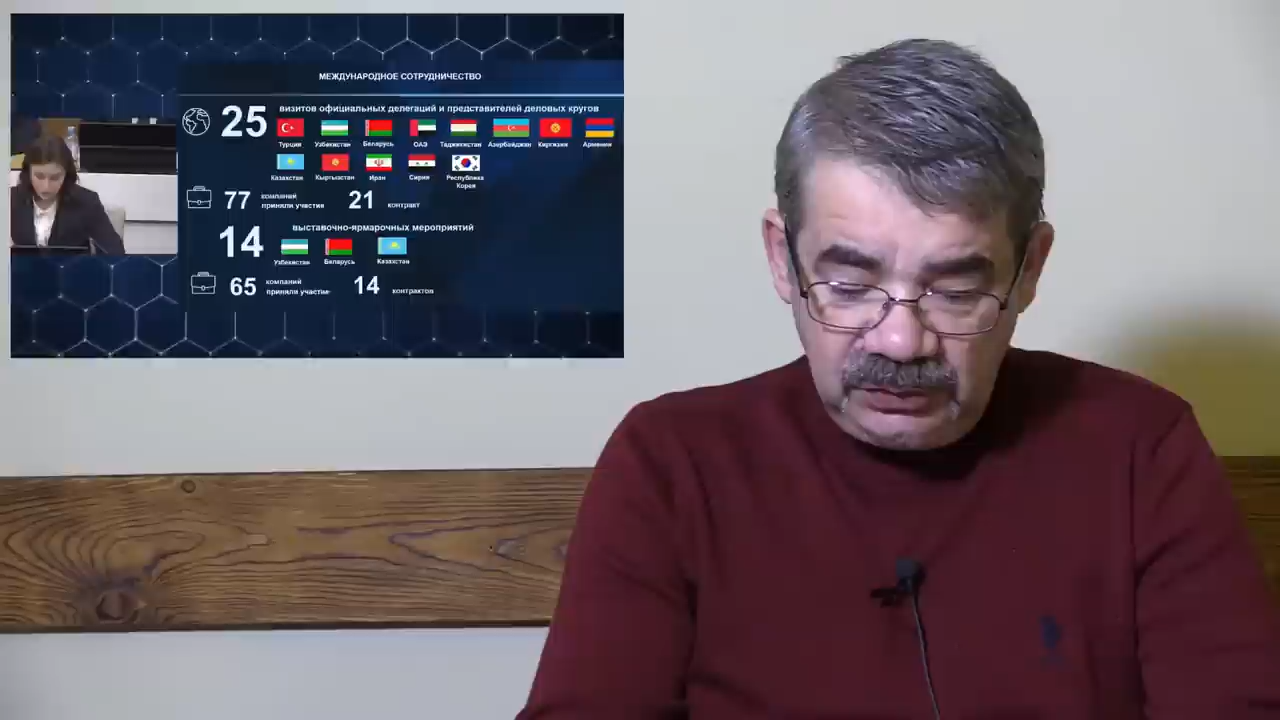 МЕЖДУНАРОДНОЕ СОТРУДНИЧЕСТВО
25 визитов официальных делегаций и представителей деловых кругов
Турция Узбекистан Беларусь ОАЭ Таджикистан Азербайджан Киргизия Армения
Казахстан Кыргызстан Иран Сирия Республика
Корея
77 компаний
приняли участие
21 контракт
14 выставочно-ярмарочных мероприятий
Узбекистан Беларусь Казахстан
65 компаний
приняли участие
14 контрактов